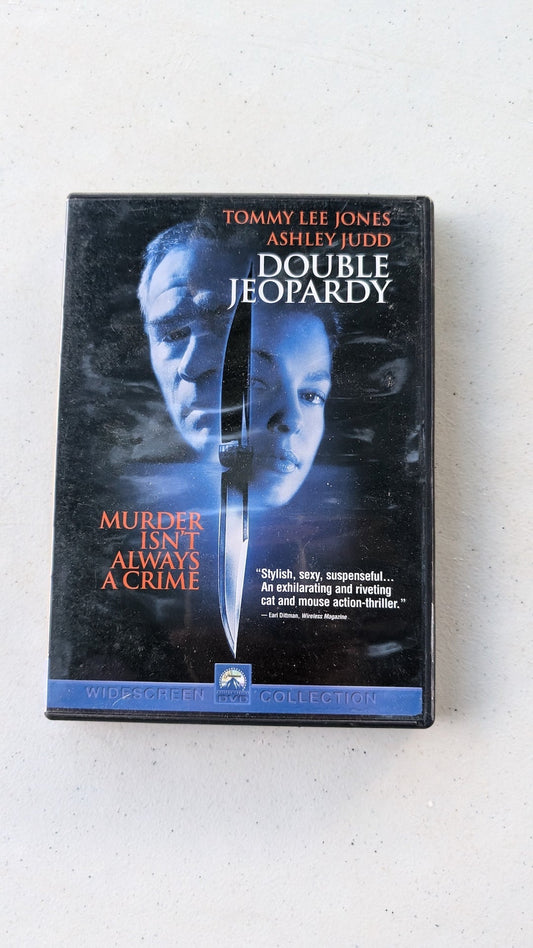 TOMMY LEE JONES
ASHLEY JUDD
DOUBLE
JEOPARDY
MURDER
ISN'T
ALWAYS
A CRIME
“Stylish, sexy, suspenseful...
An exhilarating and riveting
cat and mouse action-thriller.”
— Earl Dittman, Wireless Magazine
WIDESCREEN
DVD
COLLECTION